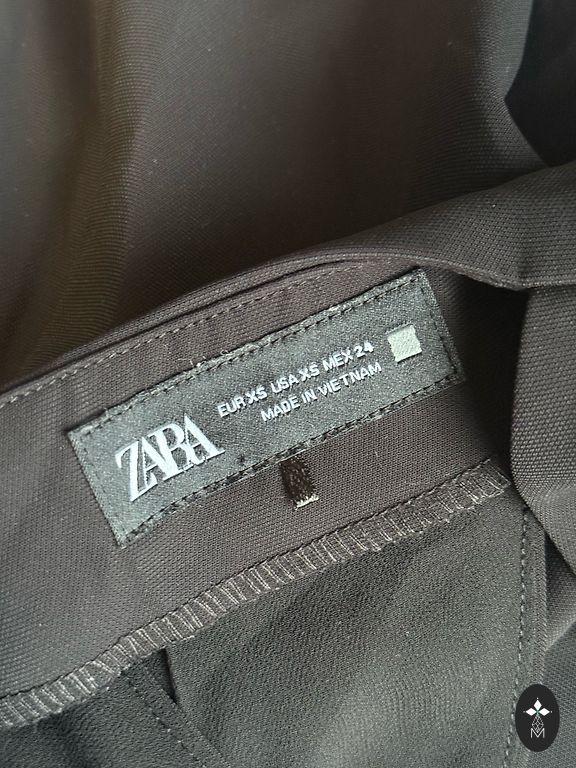 ZARA
EUR XS USA XS MEX 24
MADE IN VIETNAM
M